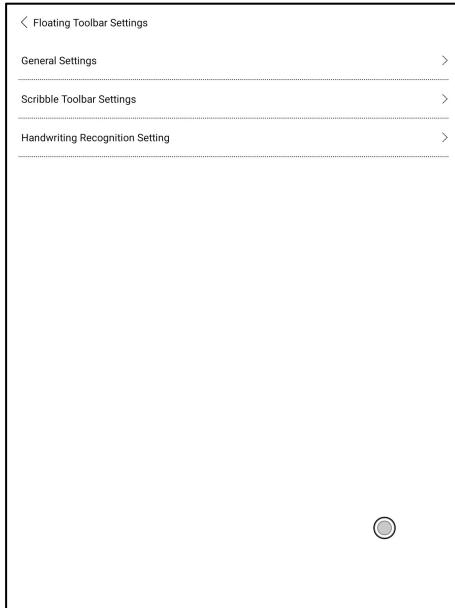 Floating Toolbar Settings
General Settings
Scribble Toolbar Settings
Handwriting Recognition Setting